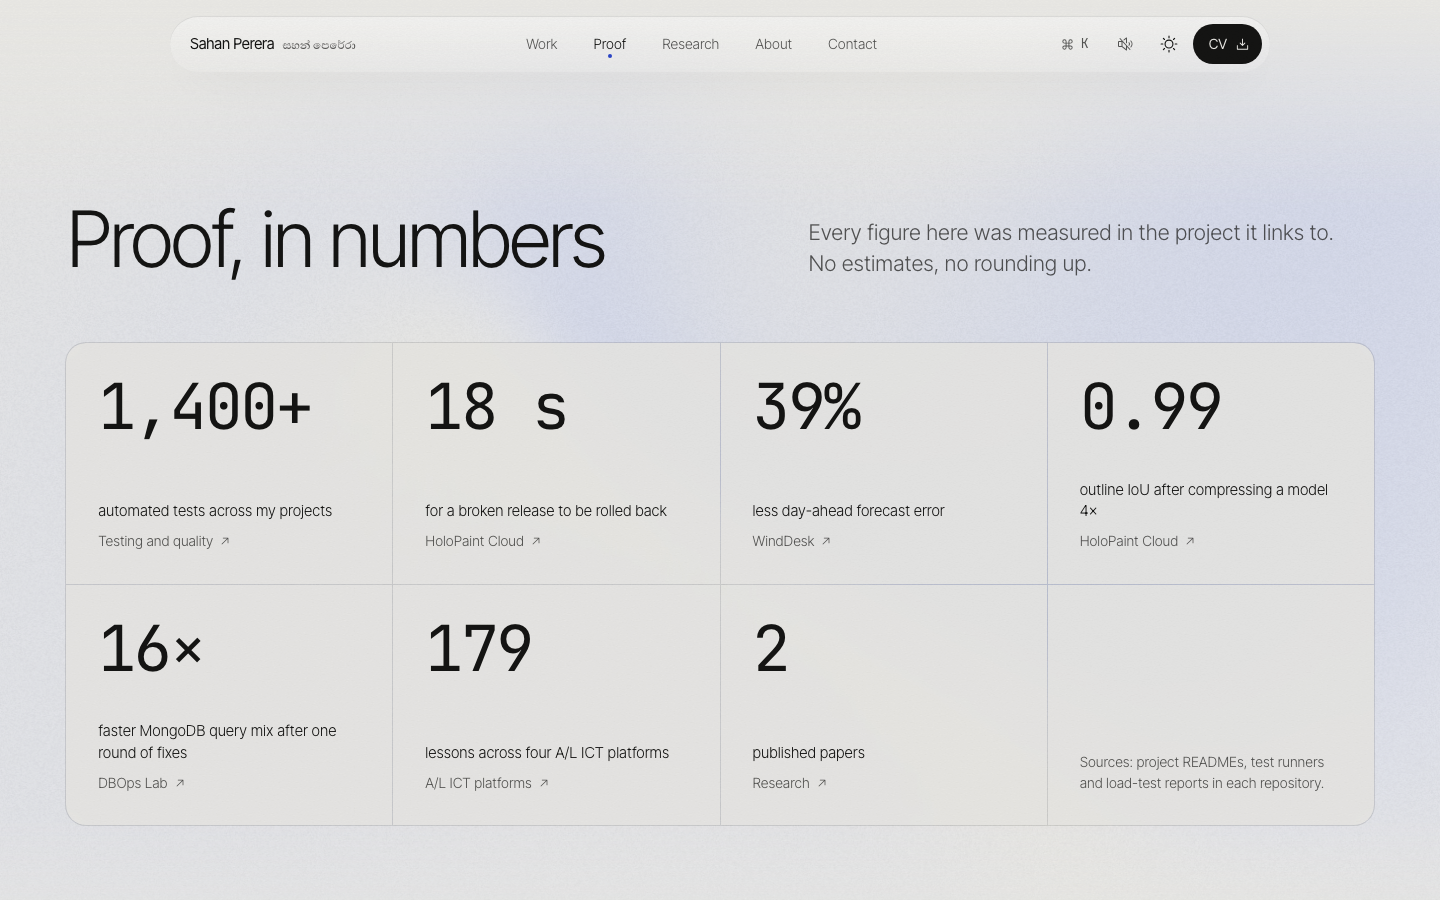 Sahan Perera සහන් පෙරේරා
Work Proof Research About Contact
⌘ K
CV
Proof, in numbers
Every figure here was measured in the project it links to.
No estimates, no rounding up.
1,400+
automated tests across my projects
Testing and quality ↗
18 s
for a broken release to be rolled back
HoloPaint Cloud ↗
39%
less day-ahead forecast error
WindDesk ↗
0.99
outline IoU after compressing a model
4×
HoloPaint Cloud ↗
16×
faster MongoDB query mix after one
round of fixes
DBOps Lab ↗
179
lessons across four A/L ICT platforms
A/L ICT platforms ↗
2
published papers
Research ↗
Sources: project READMEs, test runners
and load-test reports in each repository.